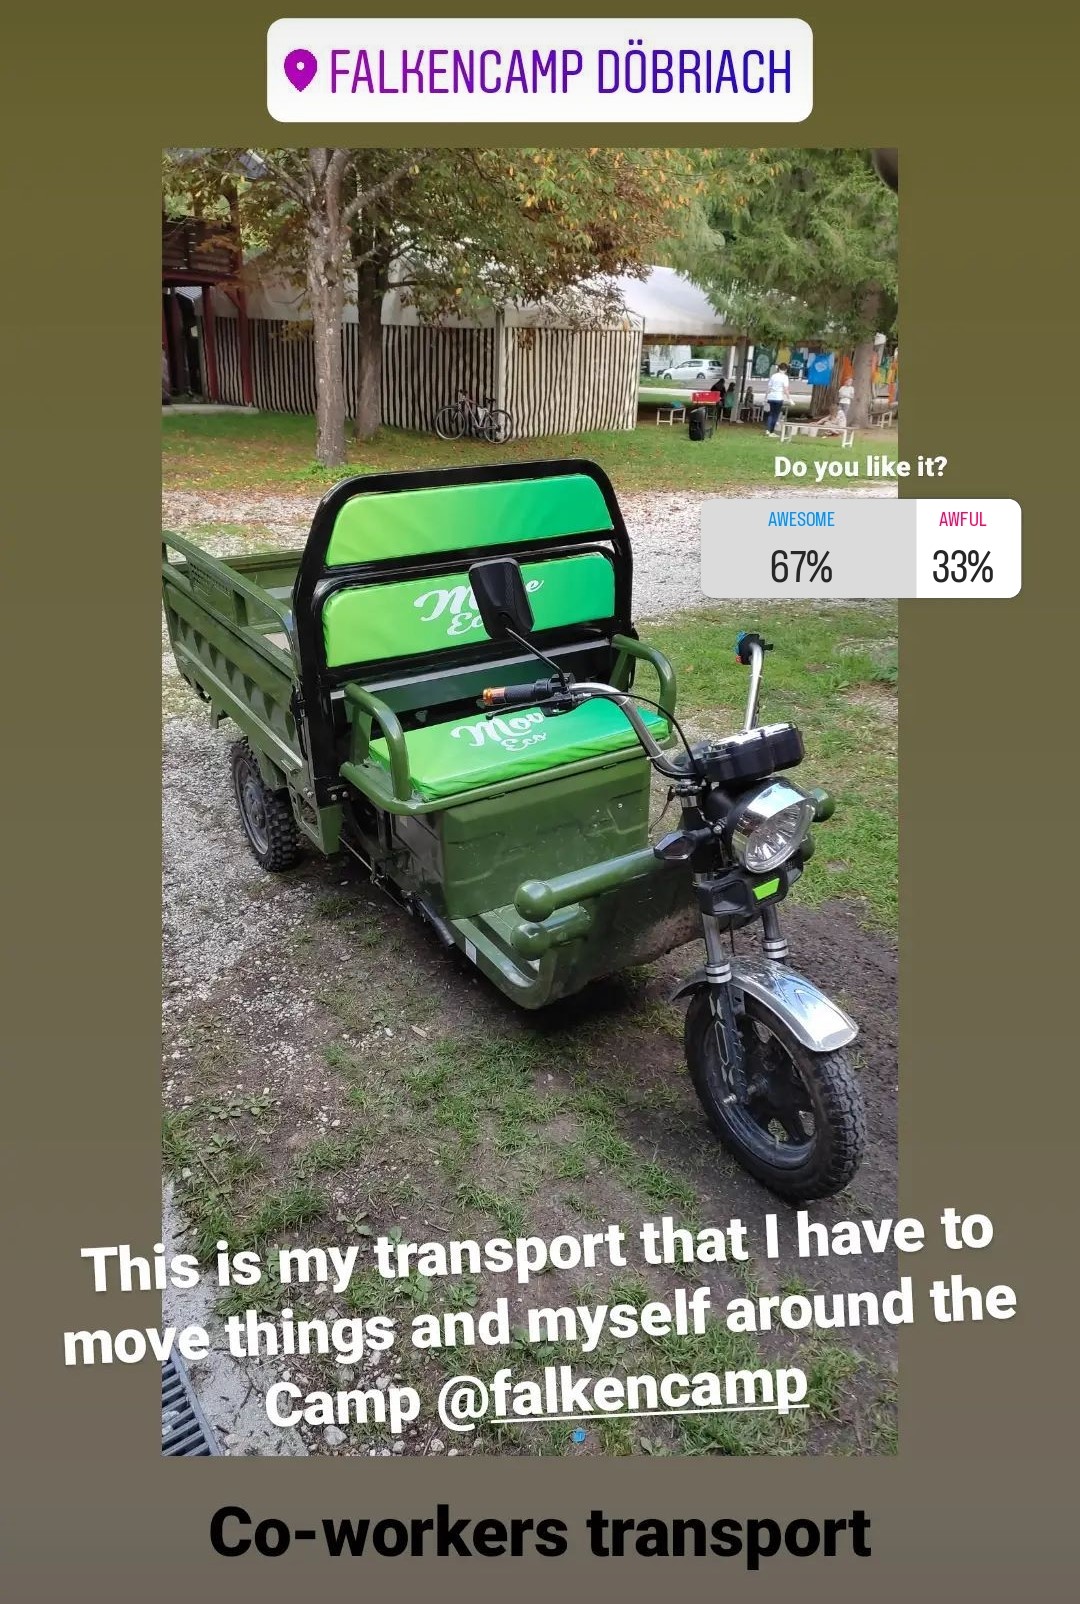 FALKENCAMP DÖBRIACH
Do you like it?
AWESOME AWFUL
67% 33%
Eco
This is my transport that I have to
move things and myself around the
Camp @falkencamp
Co-workers transport